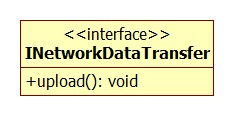 <<interface>>
INetworkDataTransfer
+upload(): void